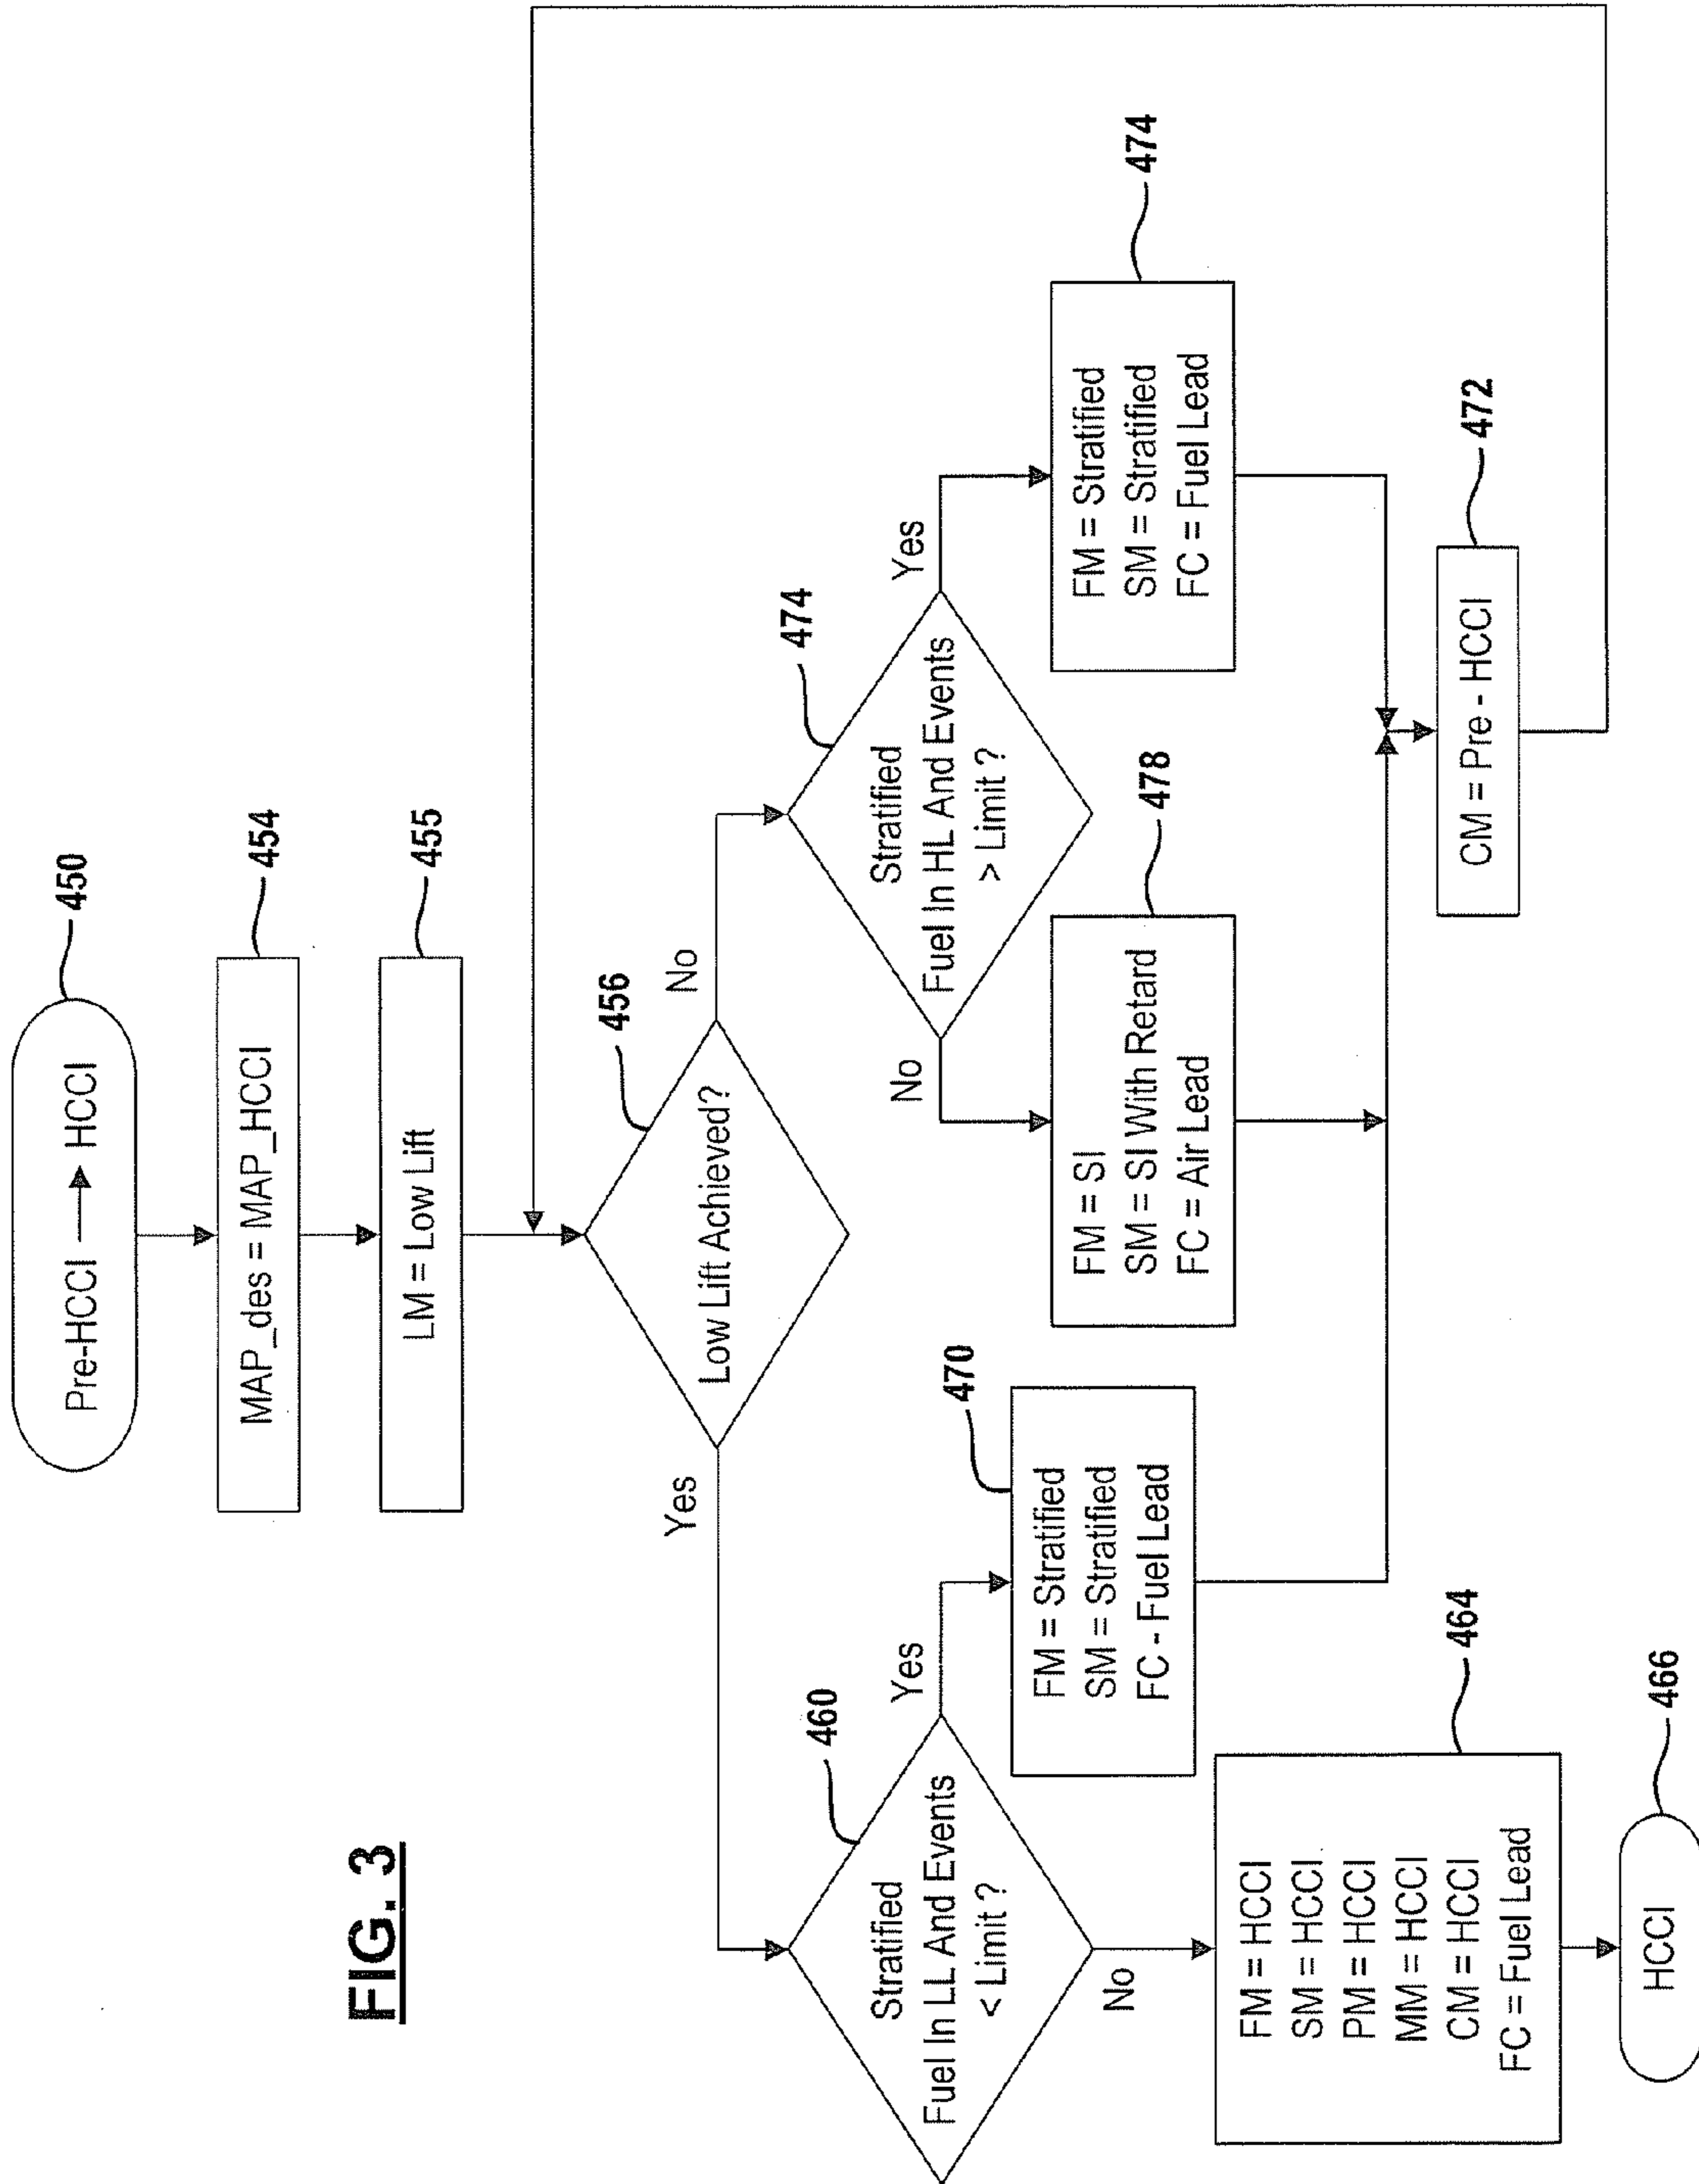 FIG. 3
Pre-HCCI → HCCI
450
MAP_des = MAP_HCCI
454
LM = Low Lift
455
Low Lift Achieved?
456
Yes
No
Stratified
Fuel In LL And Events
< Limit ?
460
Yes
No
Stratified
Fuel In HL And Events
> Limit ?
474
No
Yes
FM = Stratified
SM = Stratified
FC - Fuel Lead
470
FM = SI
SM = SI With Retard
FC = Air Lead
478
FM = Stratified
SM = Stratified
FC = Fuel Lead
474
FM = HCCI
SM = HCCI
PM = HCCI
MM = HCCI
CM = HCCI
FC = Fuel Lead
464
CM = Pre - HCCI
472
HCCI
466